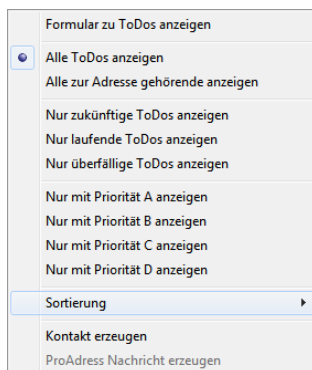 Formular zu ToDos anzeigen
Alle ToDos anzeigen
Alle zur Adresse gehörende anzeigen
Nur zukünftige ToDos anzeigen
Nur laufende ToDos anzeigen
Nur überfällige ToDos anzeigen
Nur mit Priorität A anzeigen
Nur mit Priorität B anzeigen
Nur mit Priorität C anzeigen
Nur mit Priorität D anzeigen
Sortierung
Kontakt erzeugen
ProAdress Nachricht erzeugen